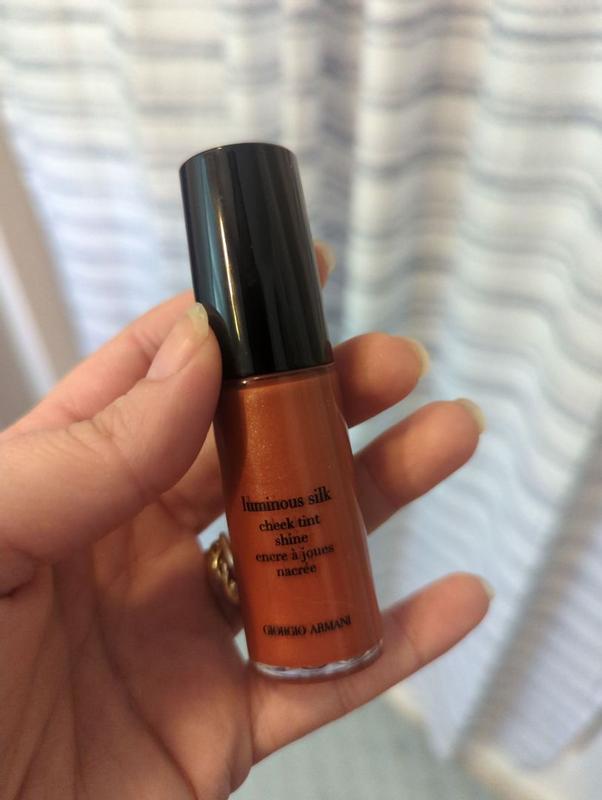 luminous silk
cheek tint
shine
encre à joues
nacrée
GIORGIO ARMANI